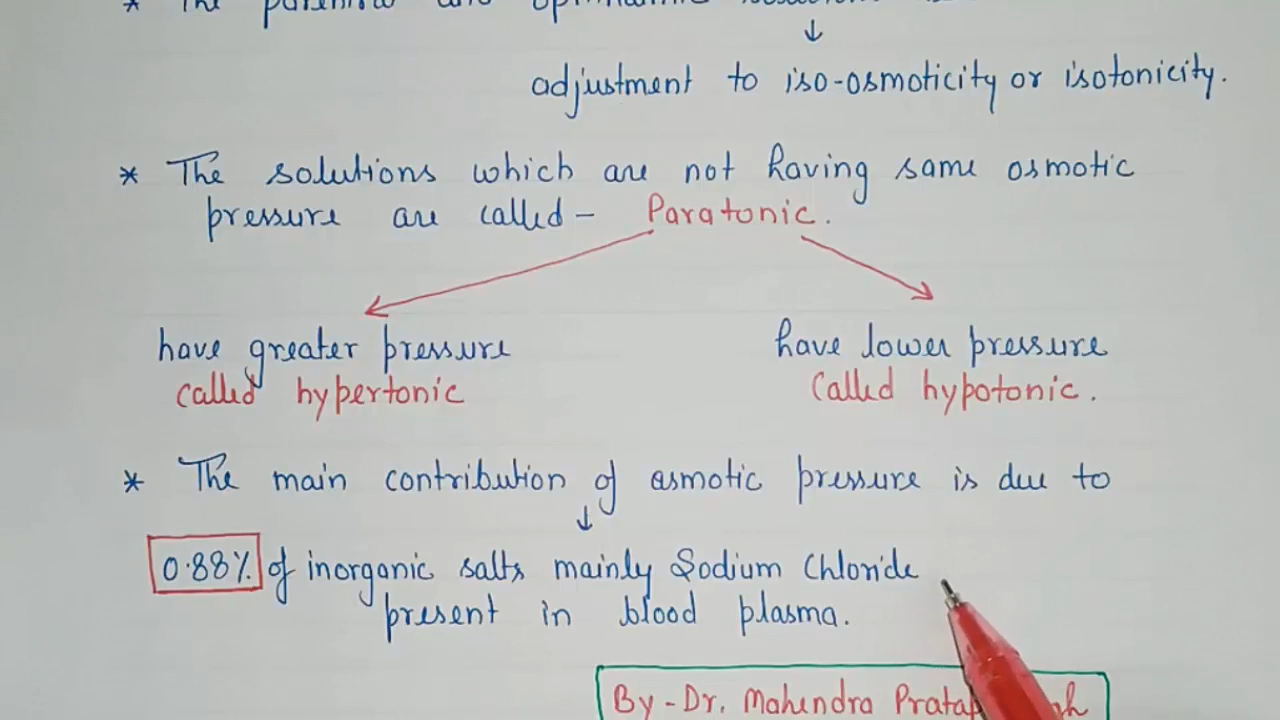 * The and
↓
adjustment to iso-osmoticity or isotonicity.
* The solutions which are not having same osmotic
pressure are called - Paratonic.
have greater pressure
called hypertonic
have lower pressure
called hypotonic.
* The main contribution of osmotic pressure is due to
↓
0.88% of inorganic salts mainly Sodium Chloride
present in blood plasma.
By - Dr. Mahendra